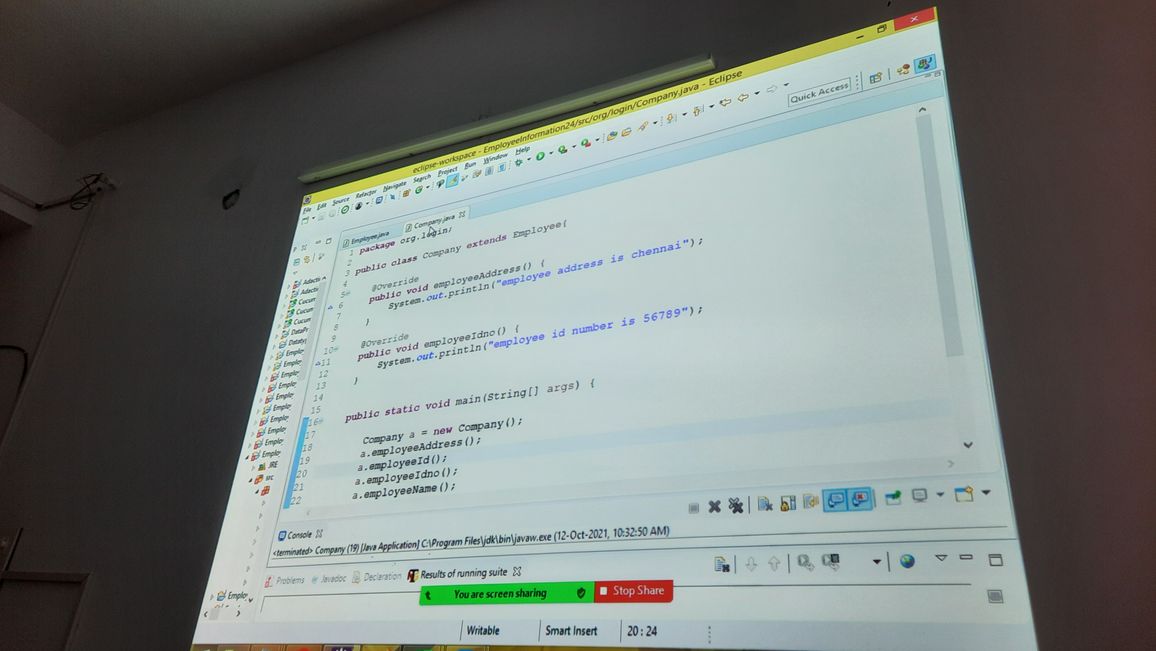 eclipse-workspace - EmployeeInformation24/src/org/login/Company.java - Eclipse
File Edit Source Refactor Navigate Search Project Run Window Help
Quick Access
Employee.java Company.java
1 package org.login;
2
3 public class Company extends Employee{
4
5 @Override
6 public void employeeAddress() {
7 System.out.println("employee address is chennai");
8 }
9
10 @Override
11 public void employeeIdno() {
12 System.out.println("employee id number is 56789");
13 }
14
15
16 public static void main(String[] args) {
17
18 Company a = new Company();
19 a.employeeAddress();
20 a.employeeId();
21 a.employeeIdno();
22 a.employeeName();
Adactin
Adactin
Cucum
Cucum
Cucum
DataPr
Datatyp
Emplo
Emplo
Emplo
Emplo
Emplo
Emplo
Emplo
Emplo
Emplo
JRE
src
Emplo
Console
<terminated> Company (19) [Java Application] C:\Program Files\jdk\bin\javaw.exe (12-Oct-2021, 10:32:50 AM)
Problems Javadoc Declaration Results of running suite
You are screen sharing Stop Share
Writable Smart Insert 20 : 24